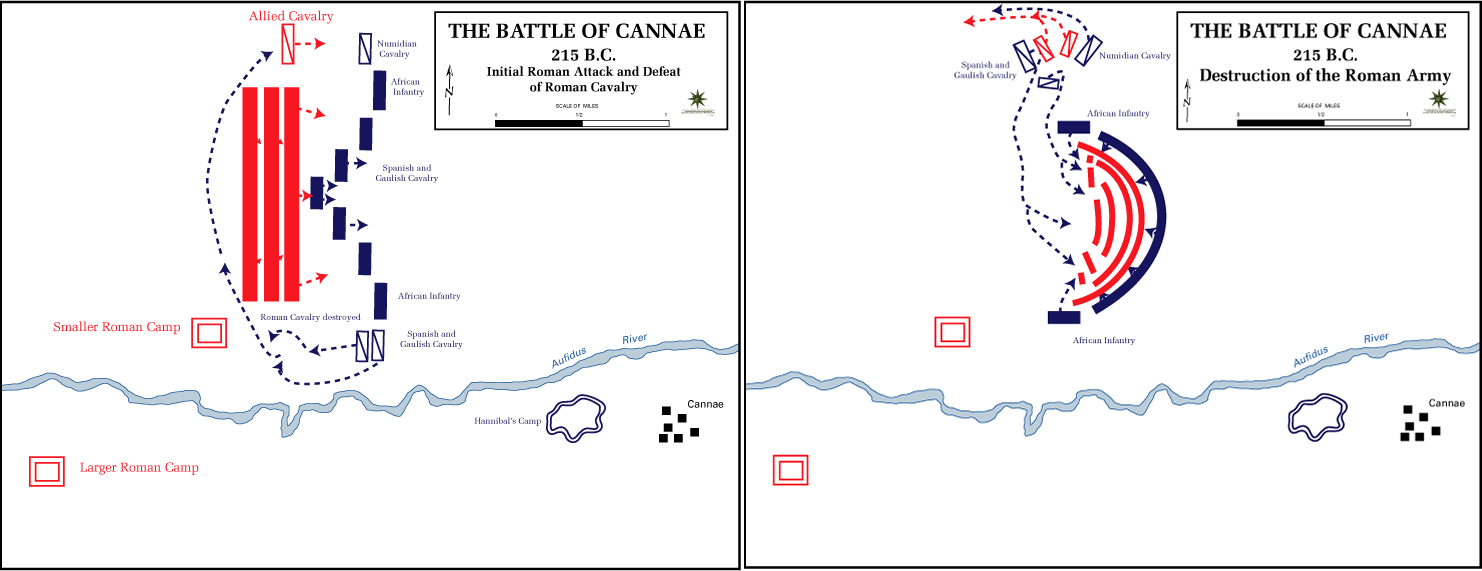 Allied Cavalry
THE BATTLE OF CANNAE
215 B.C.
Initial Roman Attack and Defeat
of Roman Cavalry
N
SCALE OF MILES
0 1/2 1
Numidian
Cavalry
African
Infantry
Spanish and
Gaulish Cavalry
African Infantry
Roman Cavalry destroyed
Smaller Roman Camp
Spanish and
Gaulish Cavalry
Aufidus River
Hannibal's Camp
Cannae
Larger Roman Camp
THE BATTLE OF CANNAE
215 B.C.
Destruction of the Roman Army
N
SCALE OF MILES
0 1/2 1
Spanish and
Gaulish Cavalry
Numidian Cavalry
African Infantry
African Infantry
Aufidus River
Cannae